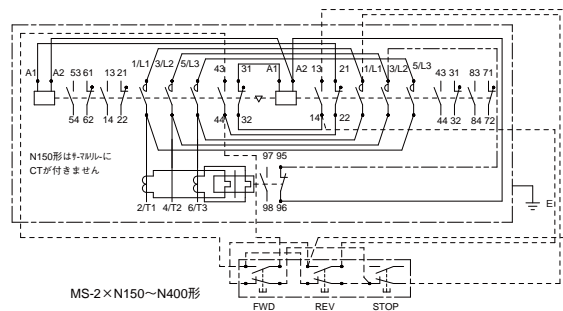 1/L1 3/L2 5/L3 43 31 A1 A2 13 21 1/L1 3/L2 5/L3
A1 A2 53 61 13 21 43 31 83 71
54 62 14 22 44 32 14 22 44 32 84 72
N150形はｻｰﾏﾙﾘﾚｰに
CTが付きません
97 95
2/T1 4/T2 6/T3 98 96
E
MS-2×N150～N400形
FWD REV STOP